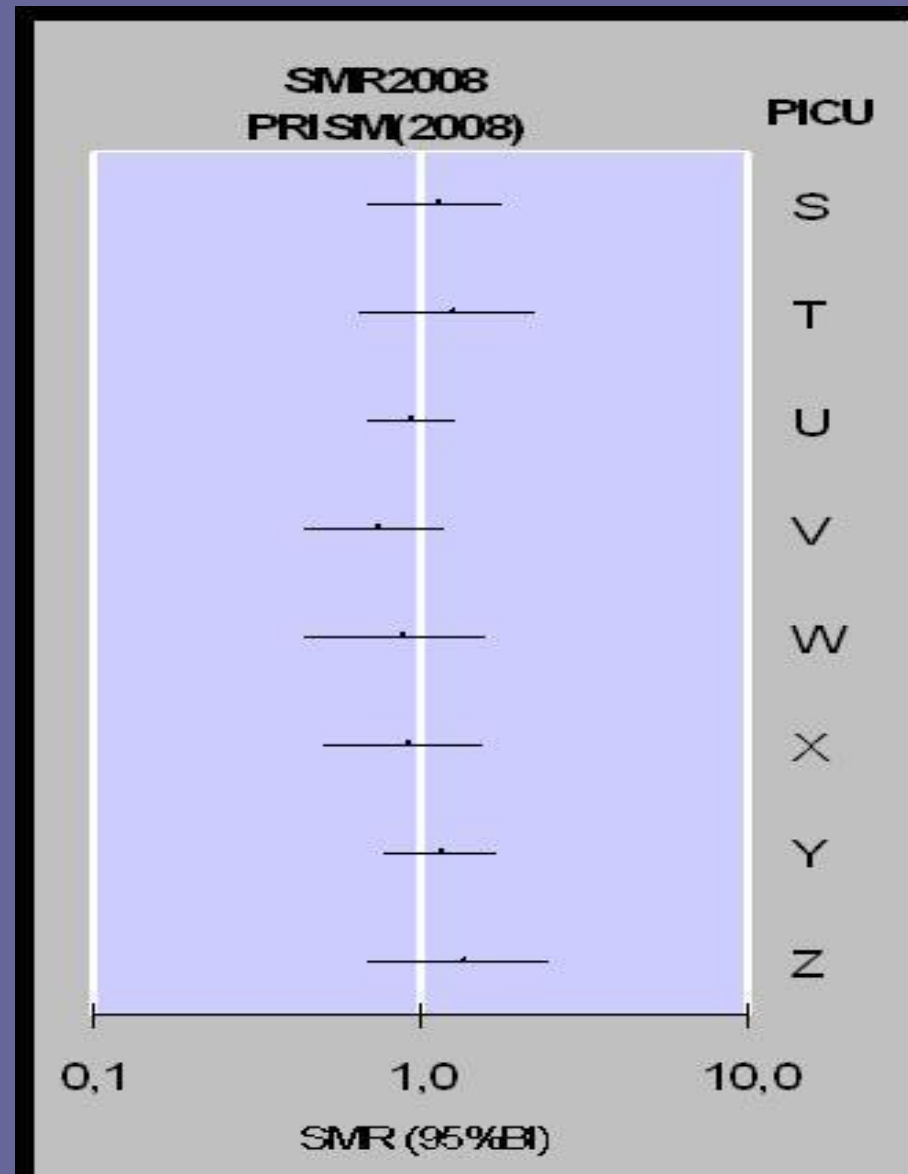 SMR2008
PRISM(2008)
PICU
S
T
U
V
W
X
Y
Z
0,1 1,0 10,0
SMR (95%BI)